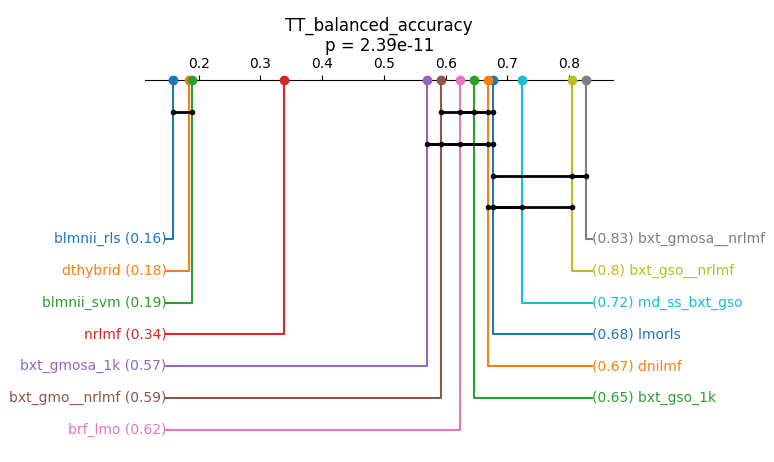 TT_balanced_accuracy
p = 2.39e-11
0.2 0.3 0.4 0.5 0.6 0.7 0.8
blmnii_rls (0.16) (0.83) bxt_gmosa__nrlmf
dthybrid (0.18) (0.8) bxt_gso__nrlmf
blmnii_svm (0.19) (0.72) md_ss_bxt_gso
nrlmf (0.34) (0.68) lmorls
bxt_gmosa_1k (0.57) (0.67) dnilmf
bxt_gmo__nrlmf (0.59) (0.65) bxt_gso_1k
brf_lmo (0.62)